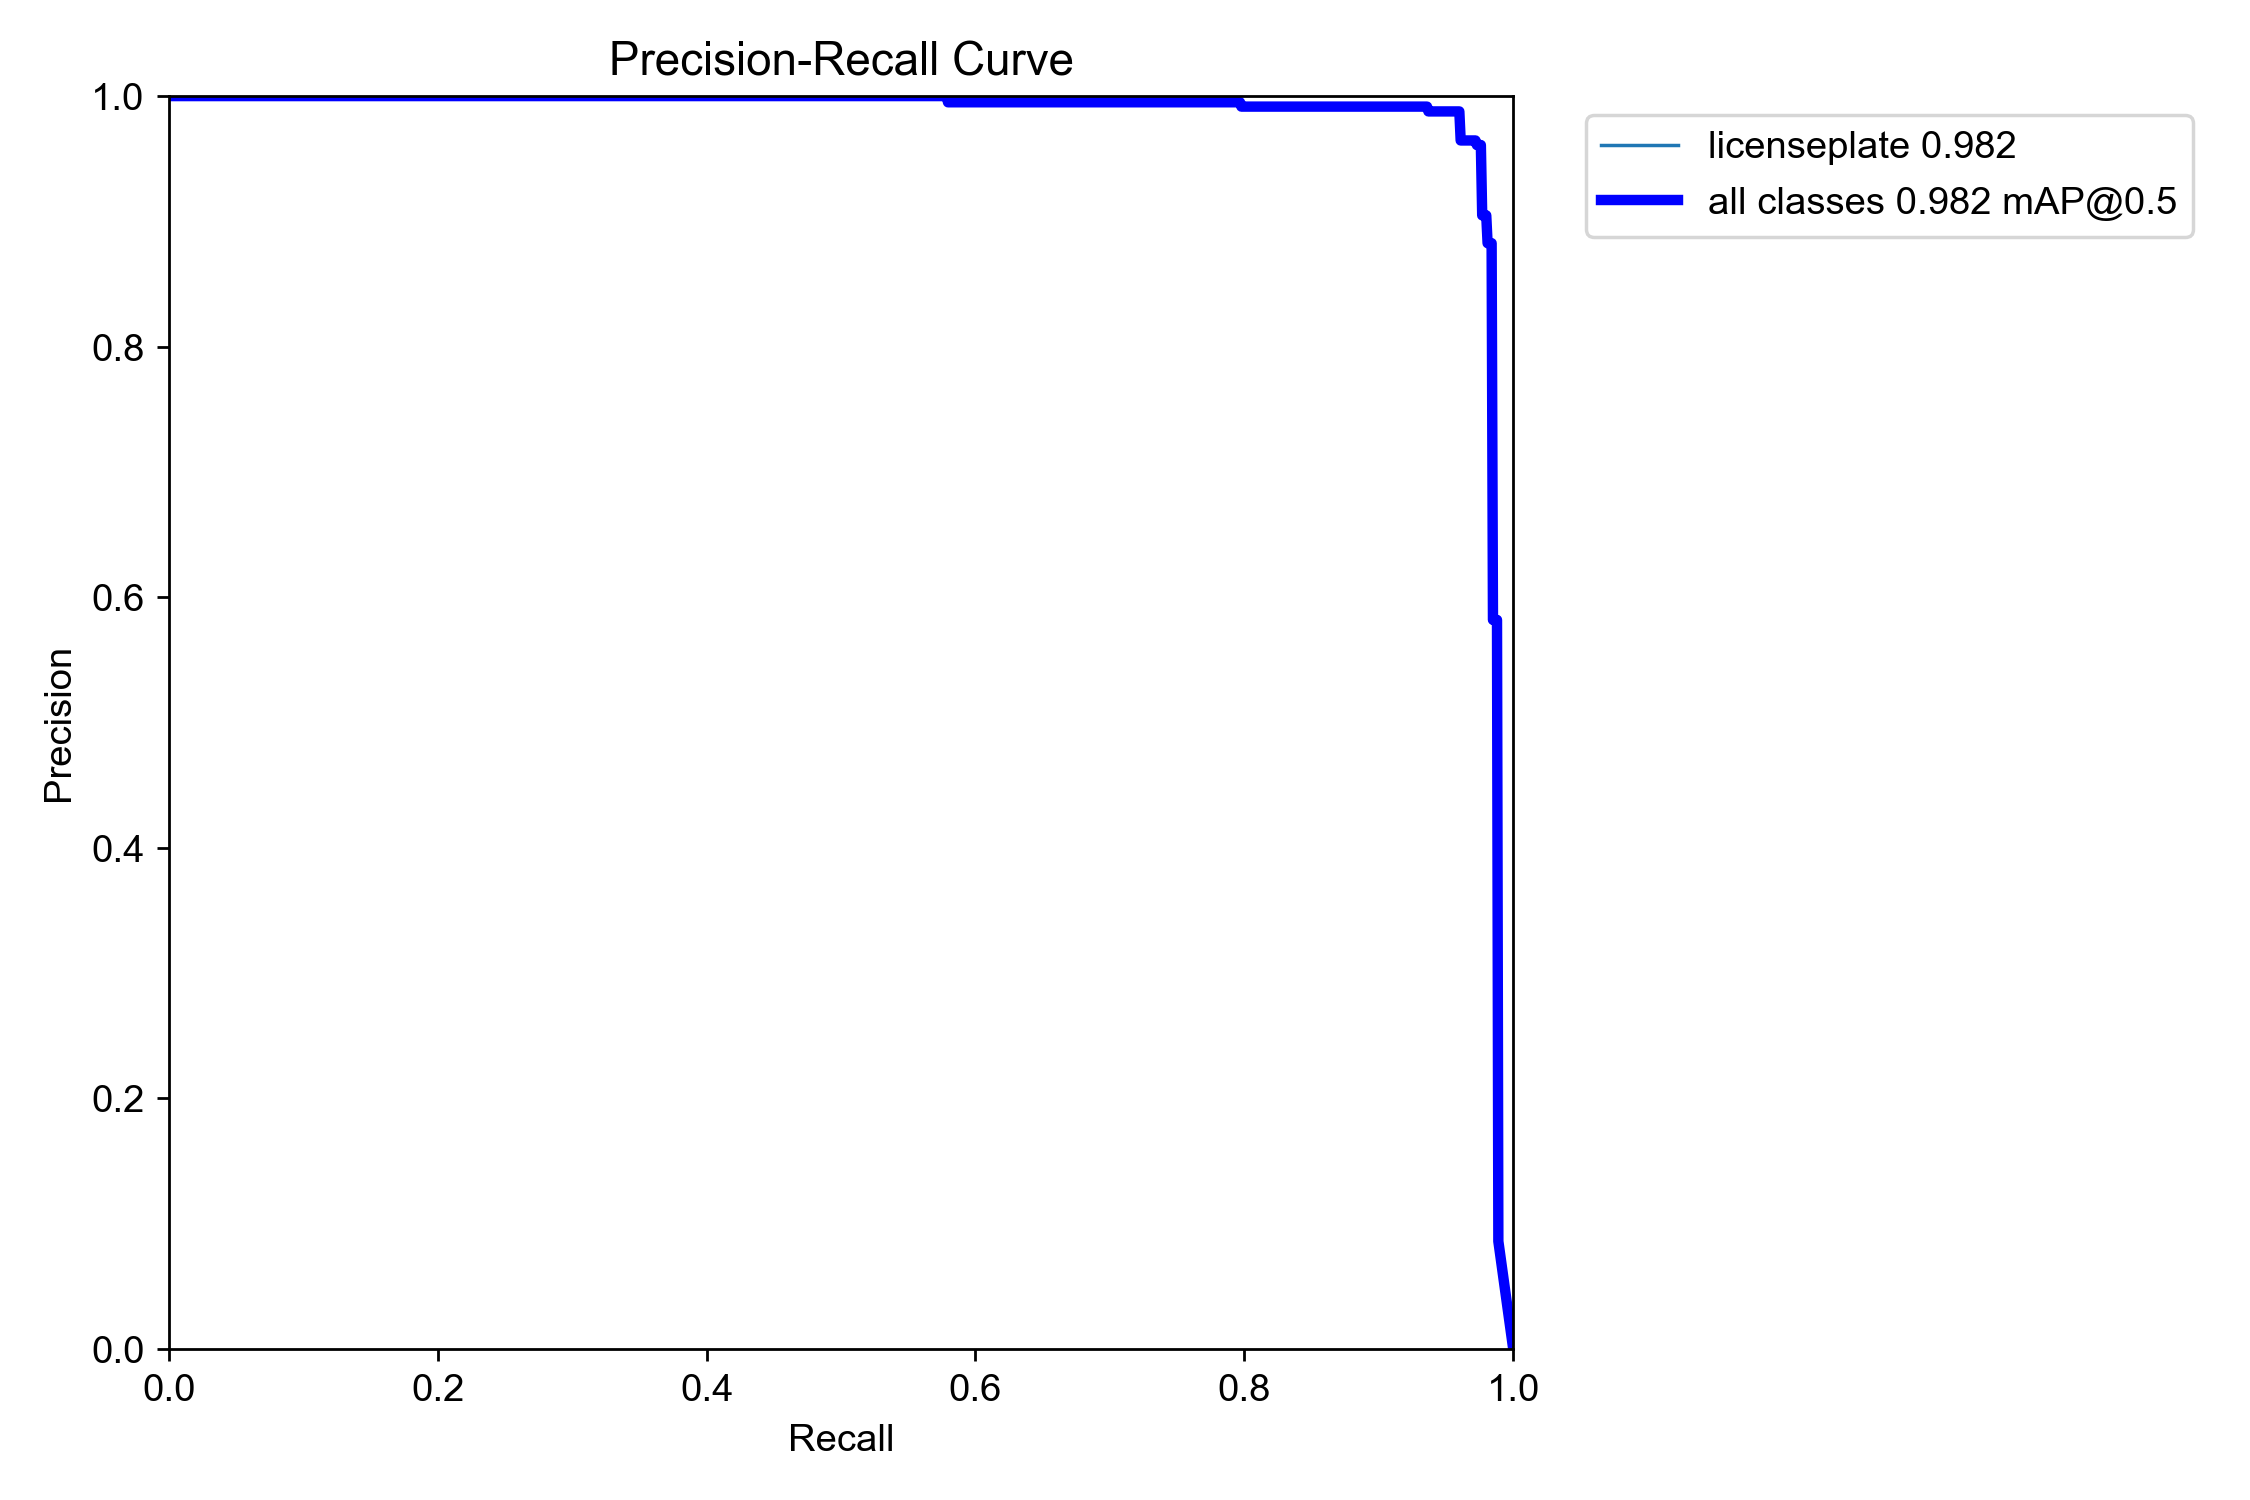 Precision-Recall Curve
1.0
0.8
0.6
0.4
0.2
0.0
Precision
0.0 0.2 0.4 0.6 0.8 1.0
Recall
licenseplate 0.982
all classes 0.982 mAP@0.5